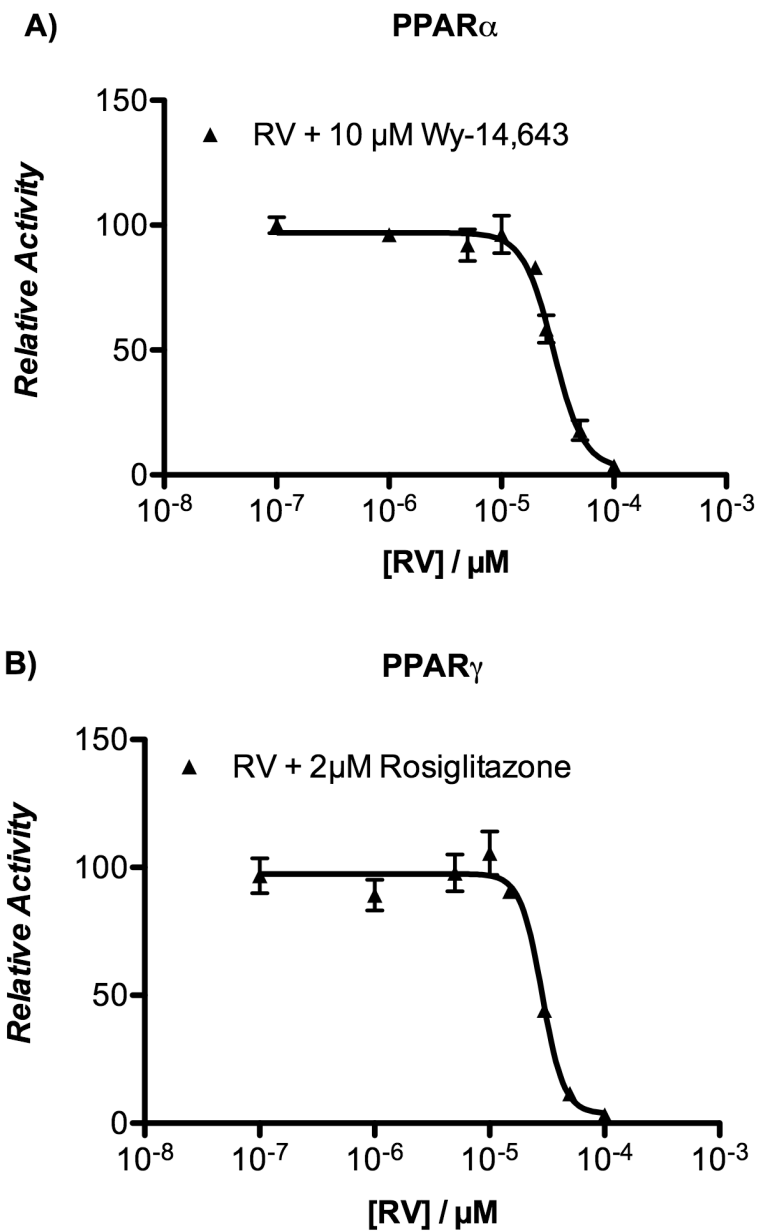 A)
PPARα
150
RV + 10 µM Wy-14,643
100
Relative Activity
50
0
10-8 10-7 10-6 10-5 10-4 10-3
[RV] / µM
B)
PPARγ
150
RV + 2µM Rosiglitazone
100
Relative Activity
50
0
10-8 10-7 10-6 10-5 10-4 10-3
[RV] / µM